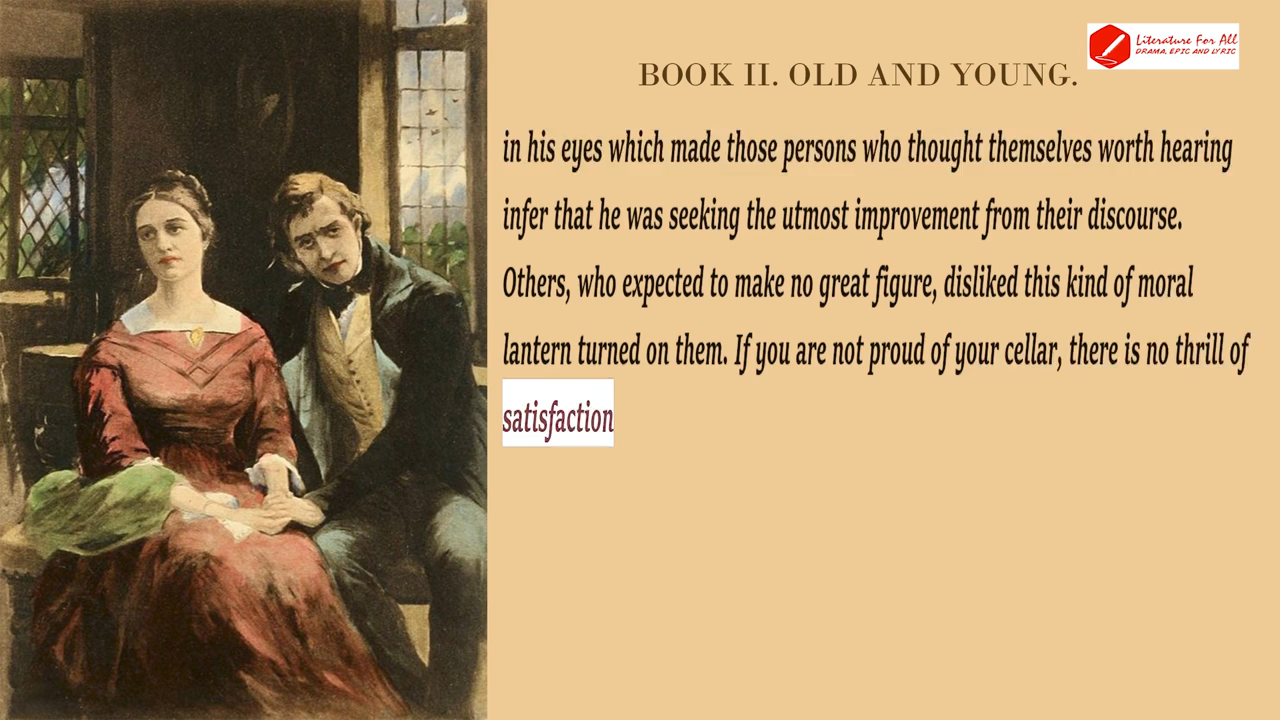 Literature For All
DRAMA, EPIC AND LYRIC
BOOK II. OLD AND YOUNG.
in his eyes which made those persons who thought themselves worth hearing
infer that he was seeking the utmost improvement from their discourse.
Others, who expected to make no great figure, disliked this kind of moral
lantern turned on them. If you are not proud of your cellar, there is no thrill of
satisfaction